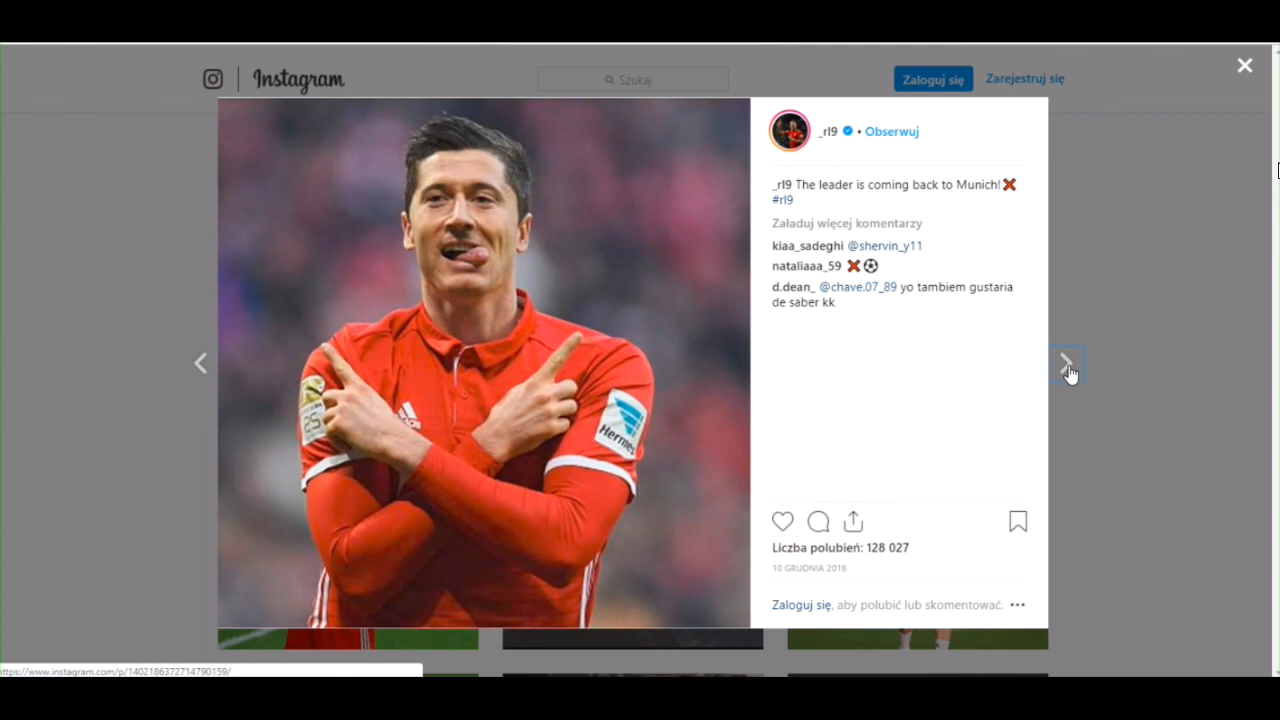 Instagram
Szukaj
Zaloguj się
Zarejestruj się
_rl9 • Obserwuj
_rl9 The leader is coming back to Munich!❌
#rl9
Załaduj więcej komentarzy
kiaa_sadeghi @shervin_y11
nataliaaa_59 ❌⚽
d.dean_ @chave.07_89 yo tambiem gustaria
de saber kk
25
Hermes
Liczba polubień: 128 027
10 GRUDNIA 2016
Zaloguj się, aby polubić lub skomentować.
https://www.instagram.com/p/1402186372714790159/